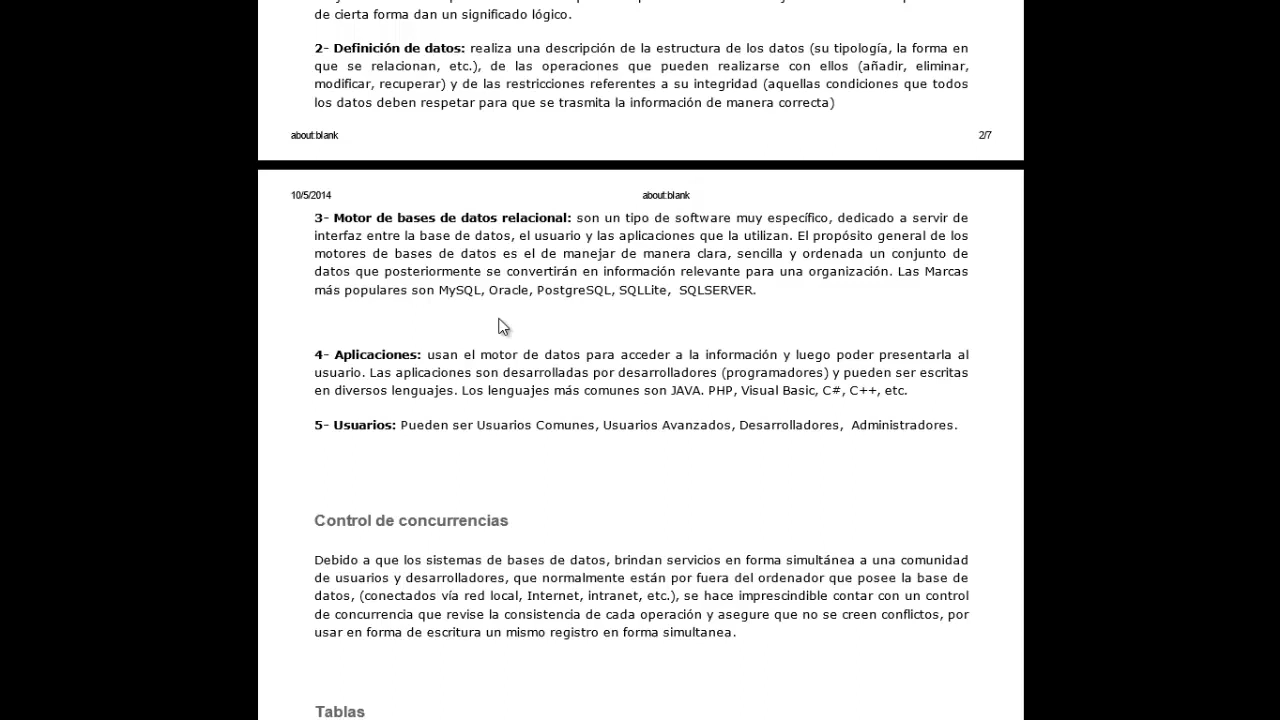 de cierta forma dan un significado lógico.
2- Definición de datos: realiza una descripción de la estructura de los datos (su tipología, la forma en
que se relacionan, etc.), de las operaciones que pueden realizarse con ellos (añadir, eliminar,
modificar, recuperar) y de las restricciones referentes a su integridad (aquellas condiciones que todos
los datos deben respetar para que se trasmita la información de manera correcta)
about:blank 2/7
10/5/2014 about:blank
3- Motor de bases de datos relacional: son un tipo de software muy específico, dedicado a servir de
interfaz entre la base de datos, el usuario y las aplicaciones que la utilizan. El propósito general de los
motores de bases de datos es el de manejar de manera clara, sencilla y ordenada un conjunto de
datos que posteriormente se convertirán en información relevante para una organización. Las Marcas
más populares son MySQL, Oracle, PostgreSQL, SQLLite, SQLSERVER.
4- Aplicaciones: usan el motor de datos para acceder a la información y luego poder presentarla al
usuario. Las aplicaciones son desarrolladas por desarrolladores (programadores) y pueden ser escritas
en diversos lenguajes. Los lenguajes más comunes son JAVA. PHP, Visual Basic, C#, C++, etc.
5- Usuarios: Pueden ser Usuarios Comunes, Usuarios Avanzados, Desarrolladores, Administradores.
Control de concurrencias
Debido a que los sistemas de bases de datos, brindan servicios en forma simultánea a una comunidad
de usuarios y desarrolladores, que normalmente están por fuera del ordenador que posee la base de
datos, (conectados vía red local, Internet, intranet, etc.), se hace imprescindible contar con un control
de concurrencia que revise la consistencia de cada operación y asegure que no se creen conflictos, por
usar en forma de escritura un mismo registro en forma simultanea.
Tablas